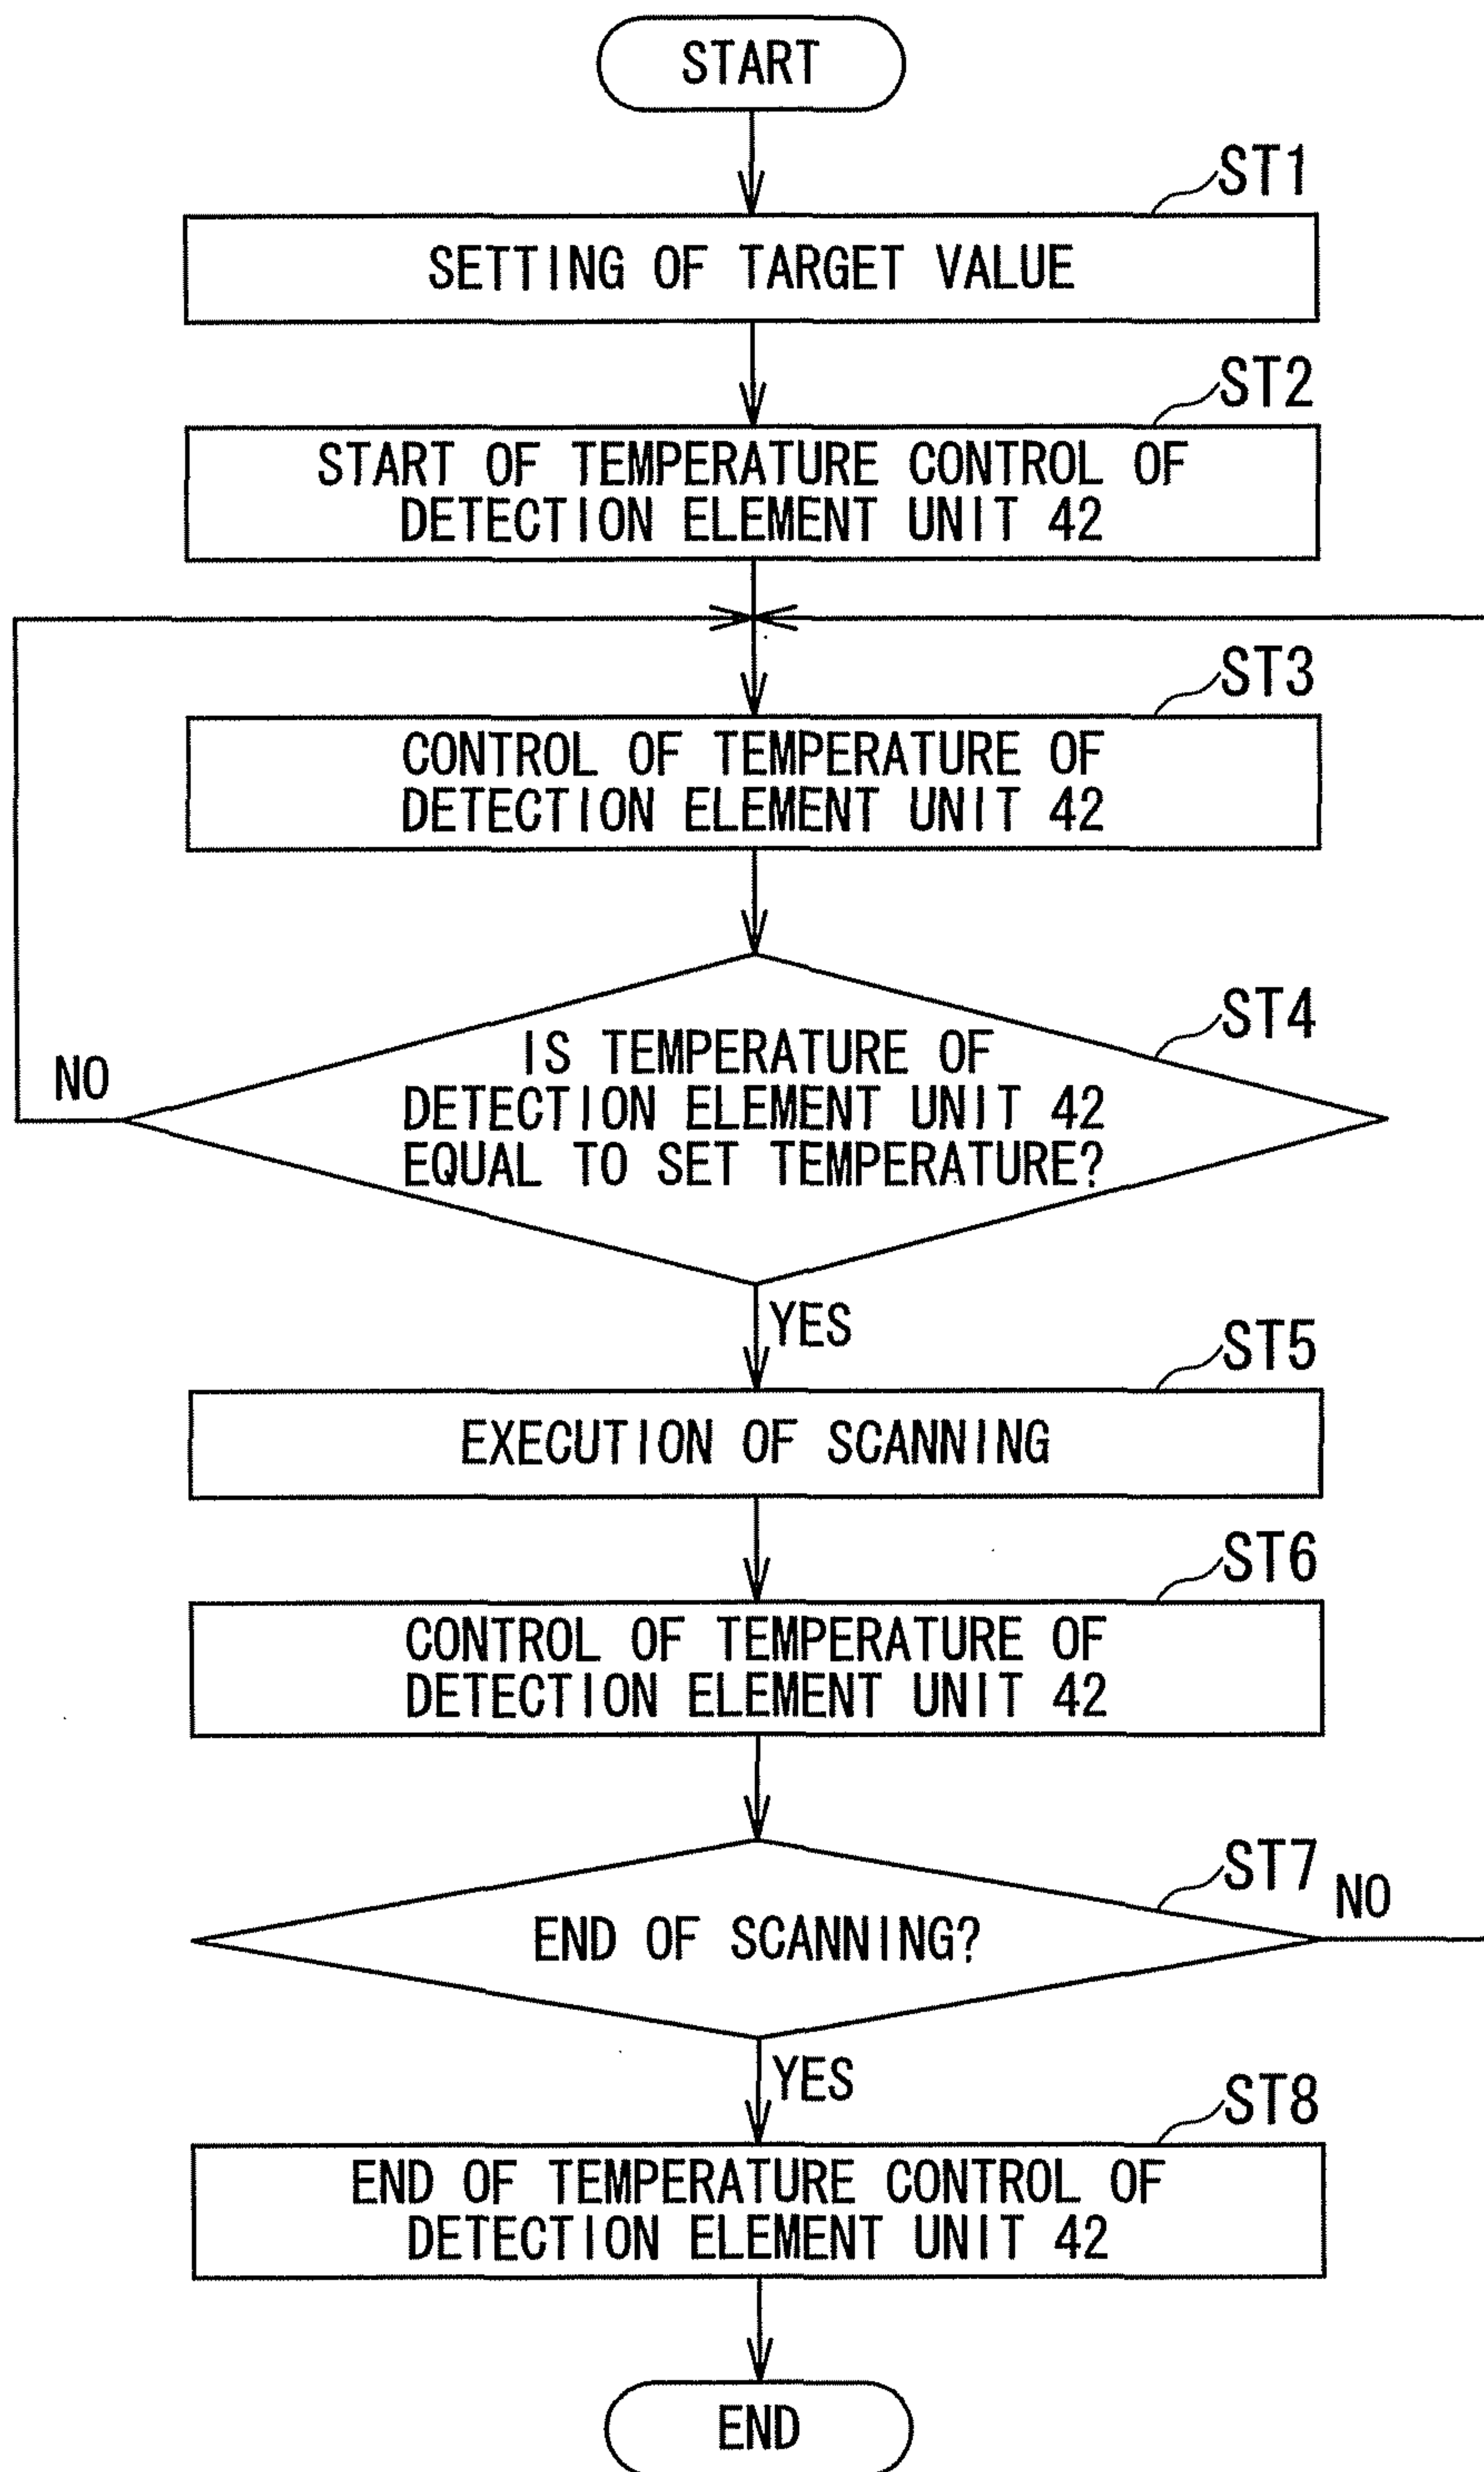 START
ST1
SETTING OF TARGET VALUE
ST2
START OF TEMPERATURE CONTROL OF
DETECTION ELEMENT UNIT 42
ST3
CONTROL OF TEMPERATURE OF
DETECTION ELEMENT UNIT 42
ST4
IS TEMPERATURE OF
DETECTION ELEMENT UNIT 42
EQUAL TO SET TEMPERATURE?
NO
YES
ST5
EXECUTION OF SCANNING
ST6
CONTROL OF TEMPERATURE OF
DETECTION ELEMENT UNIT 42
ST7
NO
END OF SCANNING?
YES
ST8
END OF TEMPERATURE CONTROL OF
DETECTION ELEMENT UNIT 42
END